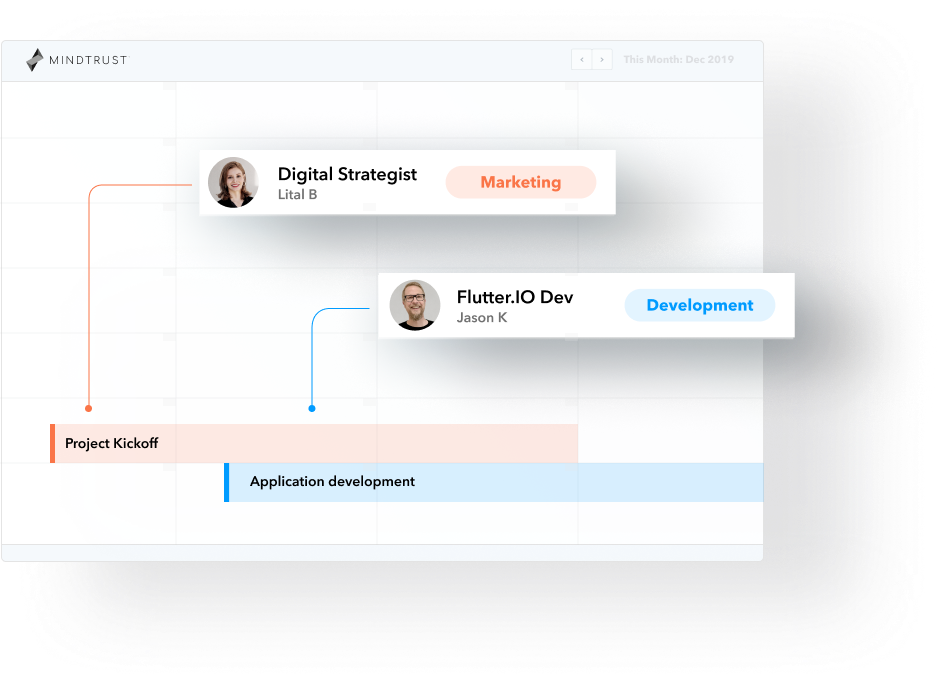 MINDTRUST
This Month: Dec 2019
Digital Strategist
Lital B
Marketing
Flutter.IO Dev
Jason K
Development
Project Kickoff
Application development